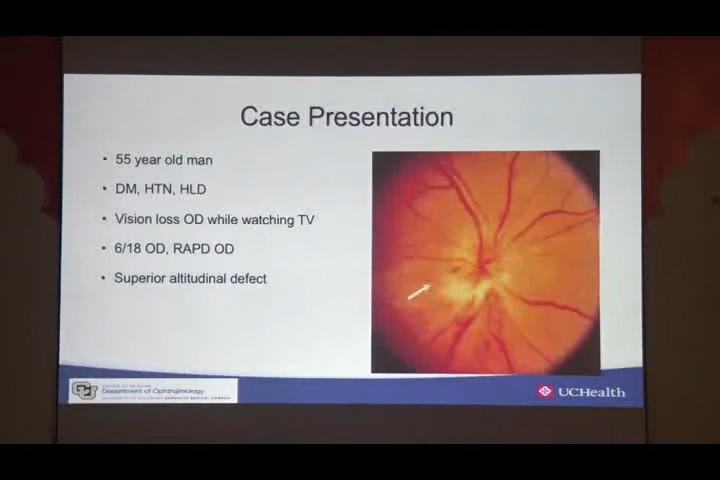 Case Presentation
• 55 year old man
• DM, HTN, HLD
• Vision loss OD while watching TV
• 6/18 OD, RAPD OD
• Superior altitudinal defect
Department of Ophthalmology
UCHealth